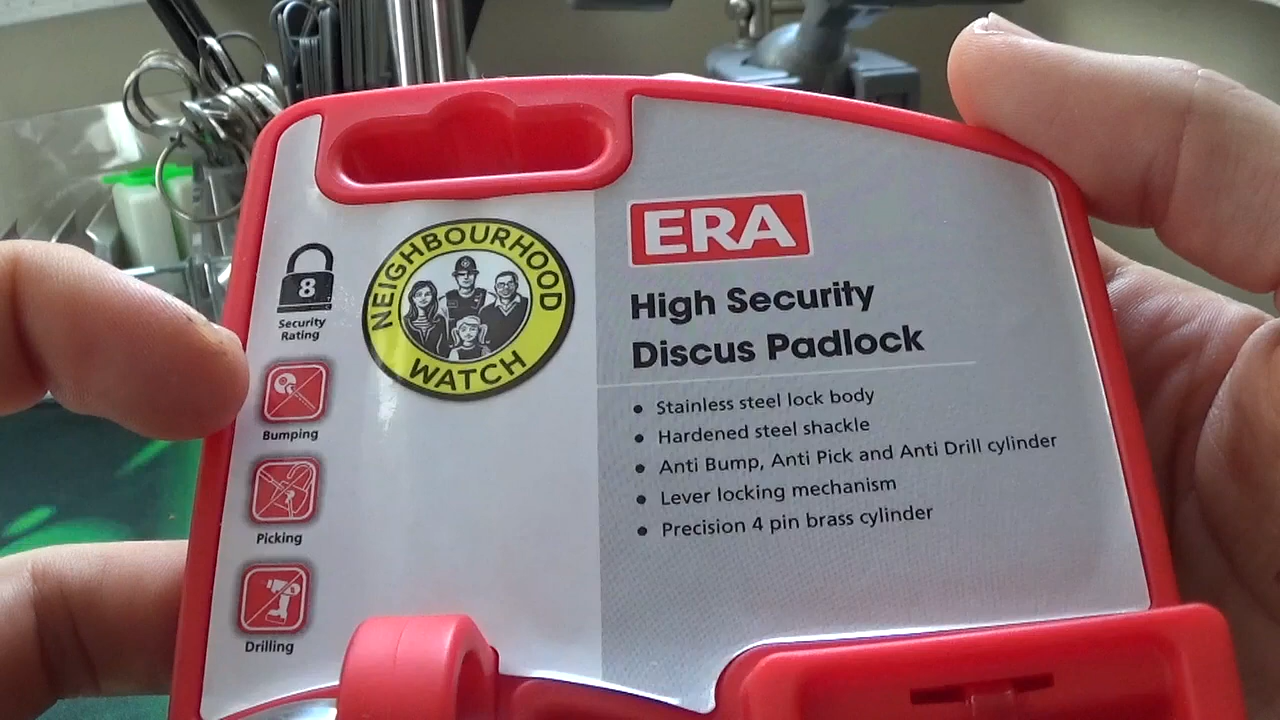 8
Security
Rating
Bumping
Picking
Drilling
NEIGHBOURHOOD
WATCH
ERA
High Security
Discus Padlock
• Stainless steel lock body
• Hardened steel shackle
• Anti Bump, Anti Pick and Anti Drill cylinder
• Lever locking mechanism
• Precision 4 pin brass cylinder